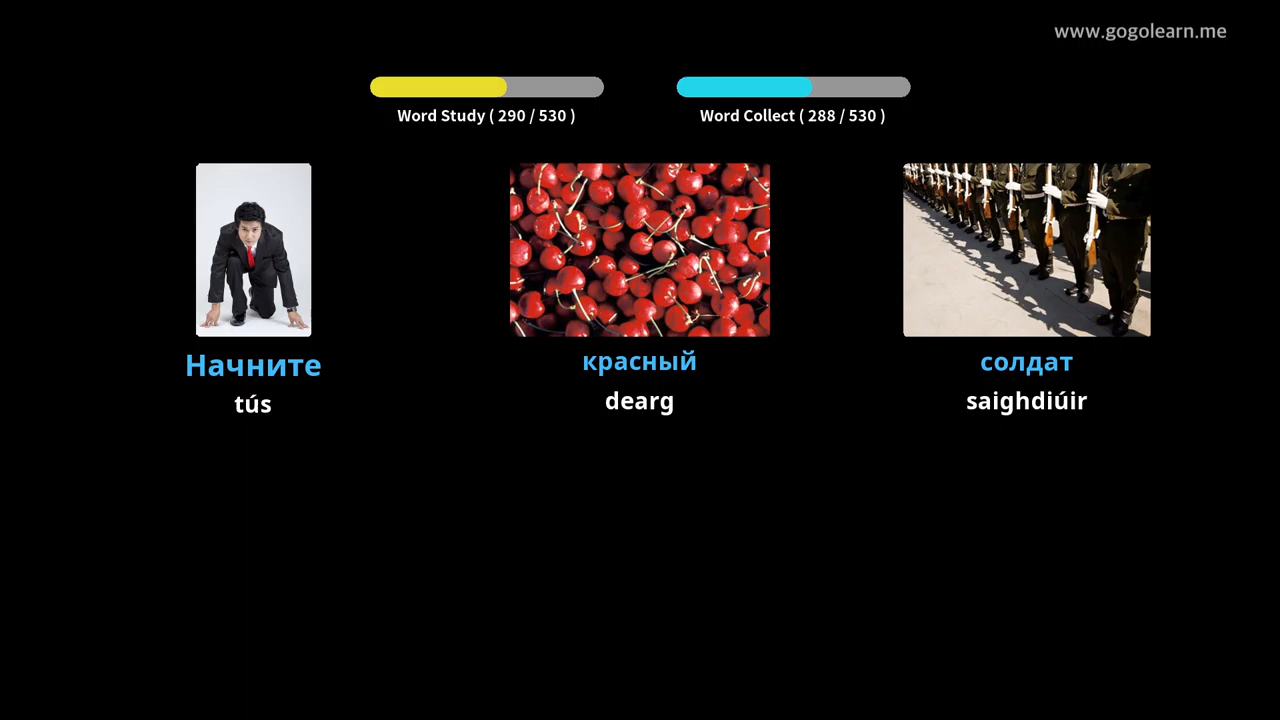 www.gogolearn.me
Word Study ( 290 / 530 )
Word Collect ( 288 / 530 )
Начните
красный
солдат
tús
dearg
saighdiúir